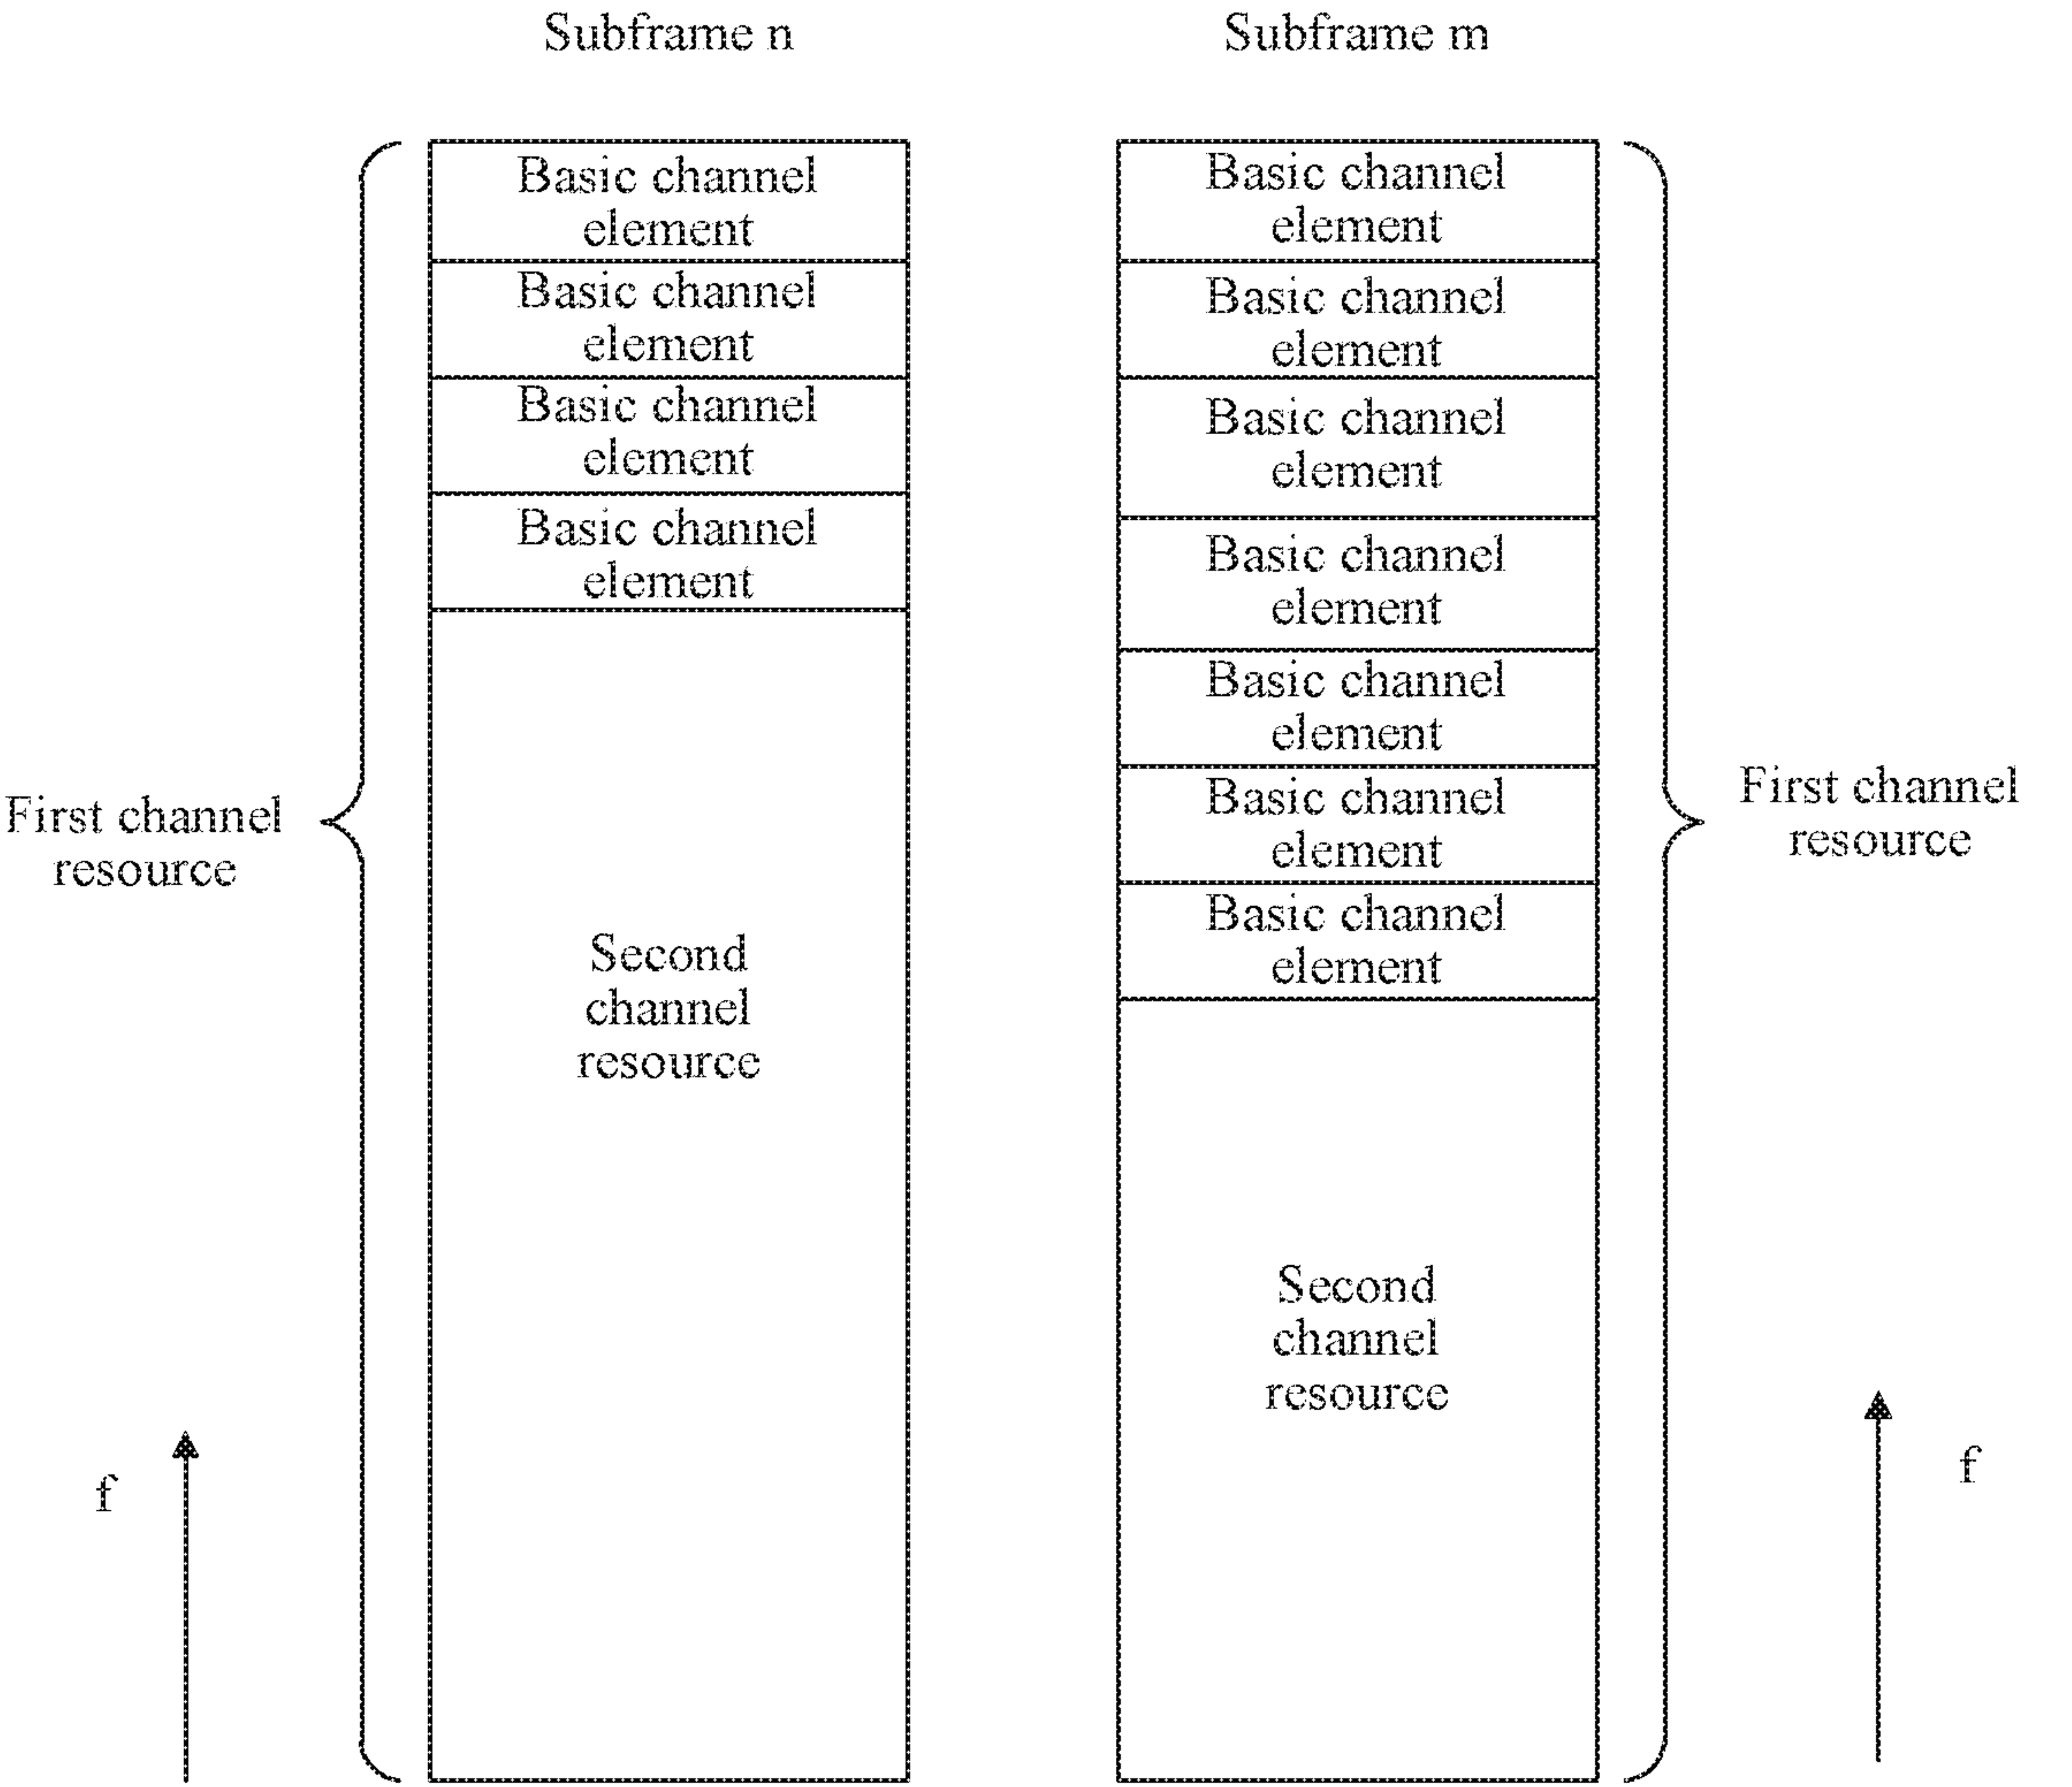 Subframe n
Subframe m
Basic channel
element
Basic channel
element
Basic channel
element
Basic channel
element
Second
channel
resource
First channel
resource
f
Basic channel
element
Basic channel
element
Basic channel
element
Basic channel
element
Basic channel
element
Basic channel
element
Basic channel
element
Second
channel
resource
First channel
resource
f